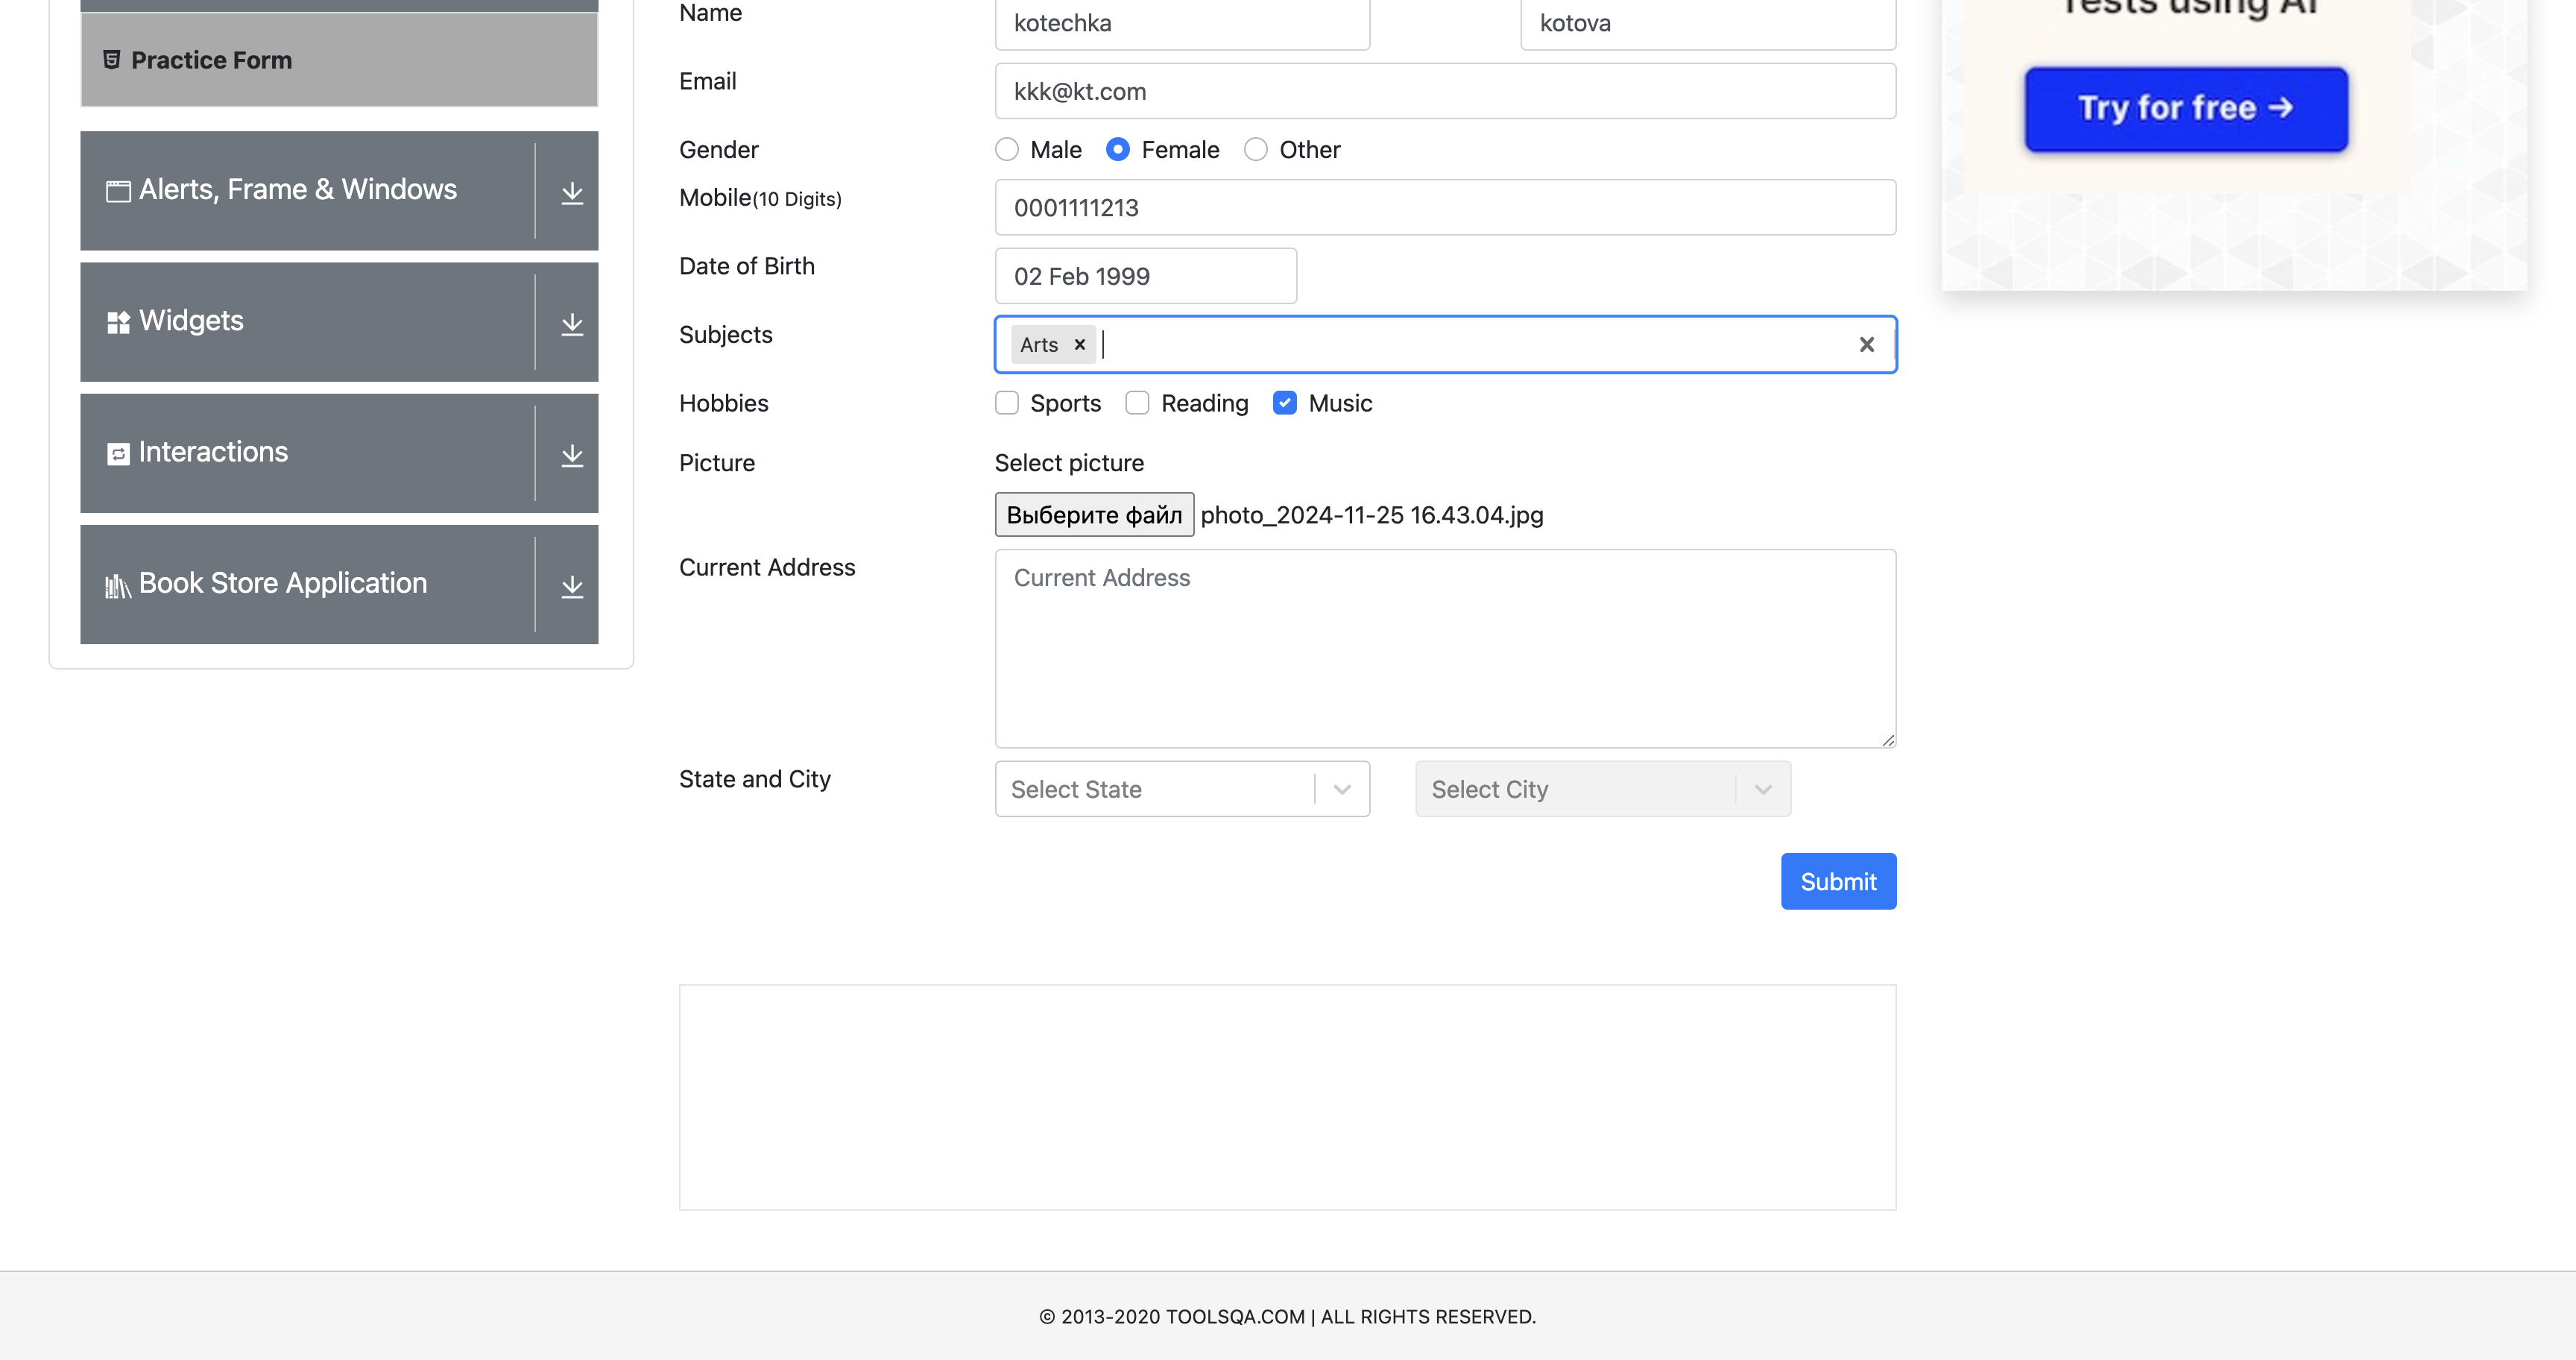 Practice Form
Alerts, Frame & Windows
Widgets
Interactions
Book Store Application
Name
kotechka
kotova
Email
kkk@kt.com
Gender
Male
Female
Other
Mobile(10 Digits)
0001111213
Date of Birth
02 Feb 1999
Subjects
Arts
Hobbies
Sports
Reading
Music
Picture
Select picture
Выберите файл photo_2024-11-25 16.43.04.jpg
Current Address
Current Address
State and City
Select State
Select City
Submit
Tests using AI
Try for free →
© 2013-2020 TOOLSQA.COM | ALL RIGHTS RESERVED.